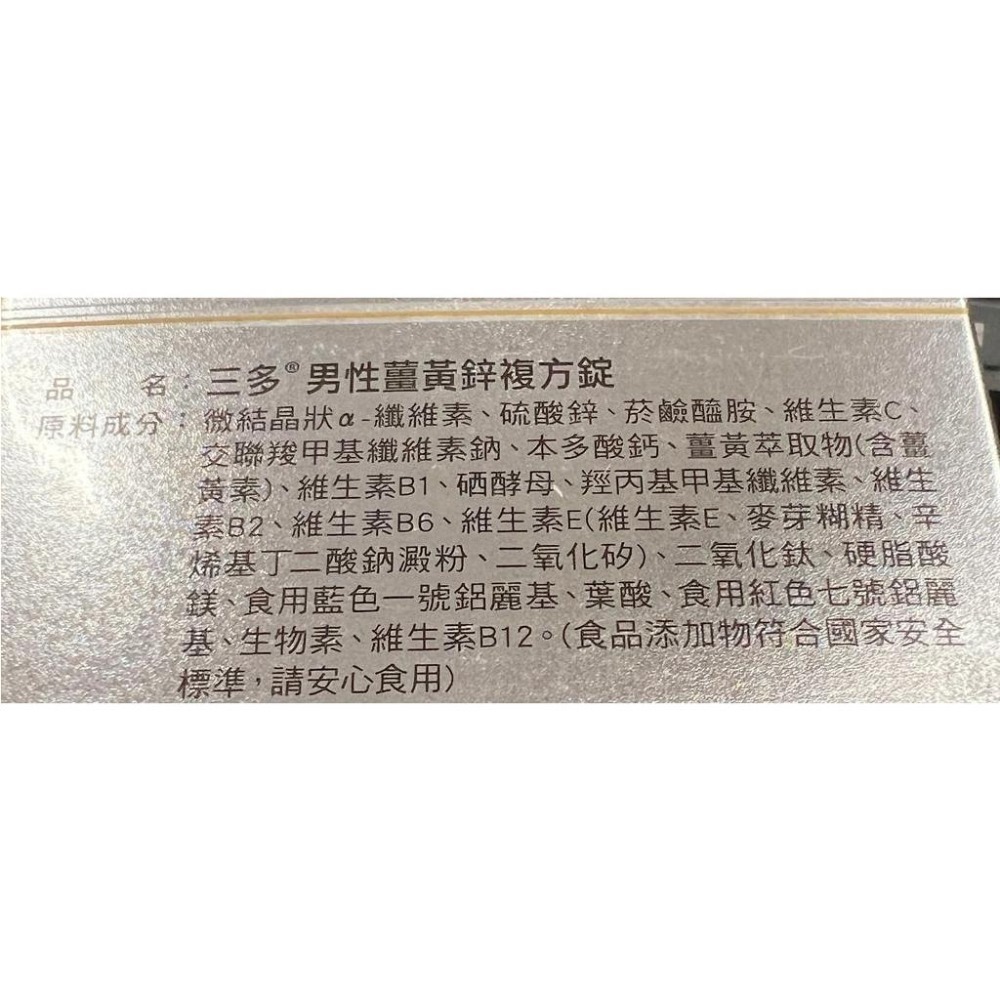 品　　名：三多®男性薑黃鋅複方錠
原料成分：微結晶狀α-纖維素、硫酸鋅、菸鹼醯胺、維生素C、
交聯羧甲基纖維素鈉、本多酸鈣、薑黃萃取物(含薑
黃素)、維生素B1、硒酵母、羥丙基甲基纖維素、維生
素B2、維生素B6、維生素E(維生素E、麥芽糊精、辛
烯基丁二酸鈉澱粉、二氧化矽)、二氧化鈦、硬脂酸
鎂、食用藍色一號鋁麗基、葉酸、食用紅色七號鋁麗
基、生物素、維生素B12。(食品添加物符合國家安全
標準，請安心食用)